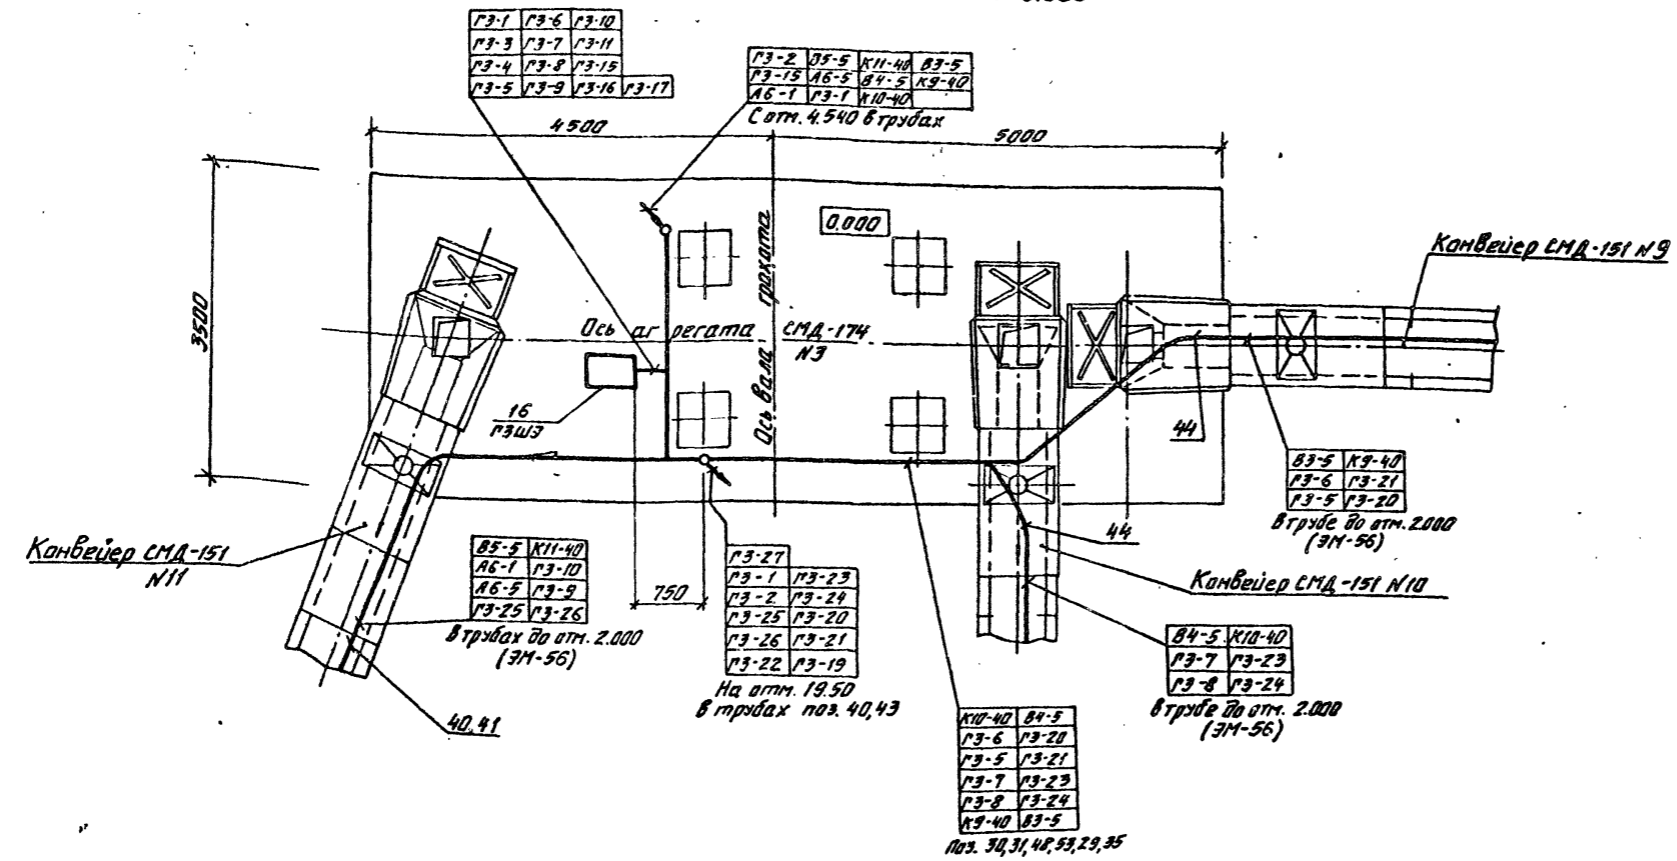 Г3-1 Г3-6 Г3-10
Г3-3 Г3-7 Г3-11
Г3-4 Г3-8 Г3-15
Г3-5 Г3-9 Г3-16 Г3-17
Г3-2 В5-5 К11-40 В3-5
Г3-15 А6-5 В4-5 К9-40
А6-1 Г3-1 К10-40
С отм. 4.540 в трубах
4500
5000
3500
0.000
Ось вала грохота
Ось агрегата СМД-174
N3
Конвейер СМД-151 N9
16
ГЗШЭ
44
В3-5 К9-40
Г3-6 Г3-21
Г3-5 Г3-20
В трубе до отм. 2.000
(ЭМ-56)
44
Конвейер СМД-151
N11
В5-5 К11-40
А6-1 Г3-10
А6-5 Г3-9
Г3-25 Г3-26
В трубах до отм. 2.000
(ЭМ-56)
750
Г3-27
Г3-1 Г3-23
Г3-2 Г3-24
Г3-25 Г3-20
Г3-26 Г3-21
Г3-22 Г3-19
На отм. 19.50
в трубах поз. 40,43
Конвейер СМД-151 N10
В4-5 К10-40
Г3-7 Г3-23
Г3-8 Г3-24
В трубе до отм. 2.000
(ЭМ-56)
40,41
К10-40 В4-5
Г3-6 Г3-20
Г3-5 Г3-21
Г3-7 Г3-23
Г3-8 Г3-24
К9-40 В3-5
Поз. 30,31,48,53,29,35